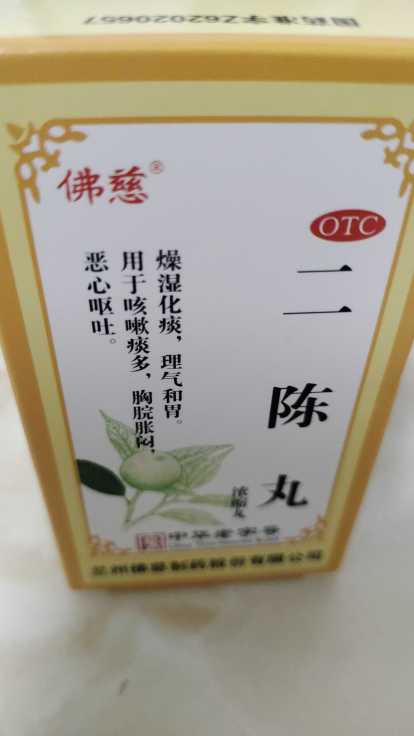 国药准字Z62020657
佛慈®
OTC
二陈丸
浓缩丸
燥湿化痰，理气和胃。
用于咳嗽痰多，胸脘胀闷，
恶心呕吐。
中华老字号